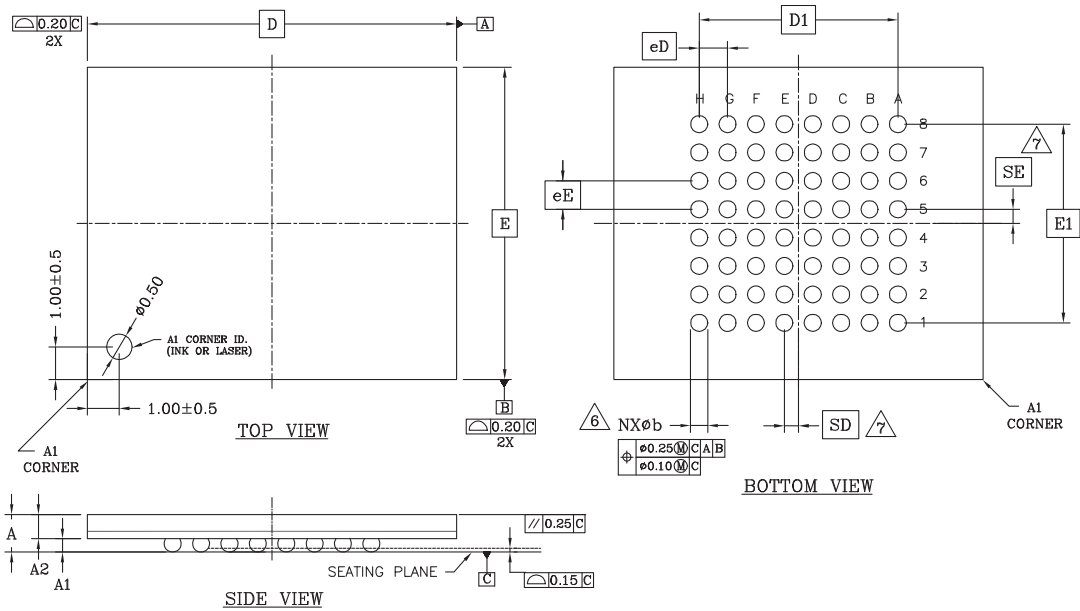 ⌓ 0.20 C
2X
D
A
E
1.00±0.5
ø0.50
A1 CORNER ID.
(INK OR LASER)
1.00±0.5
A1
CORNER
B
⌓ 0.20 C
2X
TOP VIEW
D1
eD
H G F E D C B A
8
7
6
5
4
3
2
1
7
SE
eE
E1
6 NXøb
SD 7
⌖ ø0.25Ⓜ C A B
ø0.10Ⓜ C
A1
CORNER
BOTTOM VIEW
A
A2
A1
// 0.25 C
SEATING PLANE
C
⌓ 0.15 C
SIDE VIEW